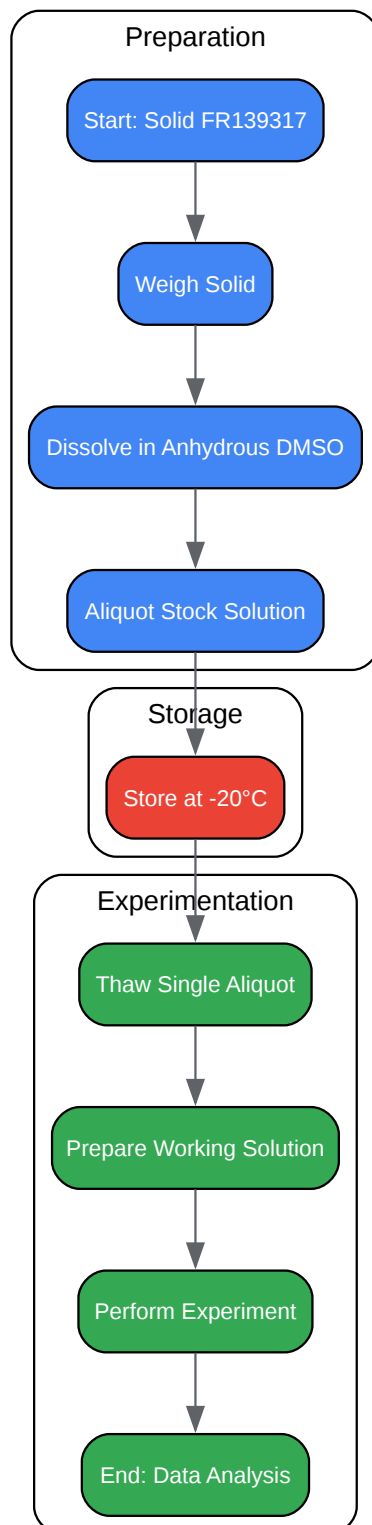 Preparation
Start: Solid FR139317
Weigh Solid
Dissolve in Anhydrous DMSO
Aliquot Stock Solution
Storage
Store at -20°C
Experimentation
Thaw Single Aliquot
Prepare Working Solution
Perform Experiment
End: Data Analysis